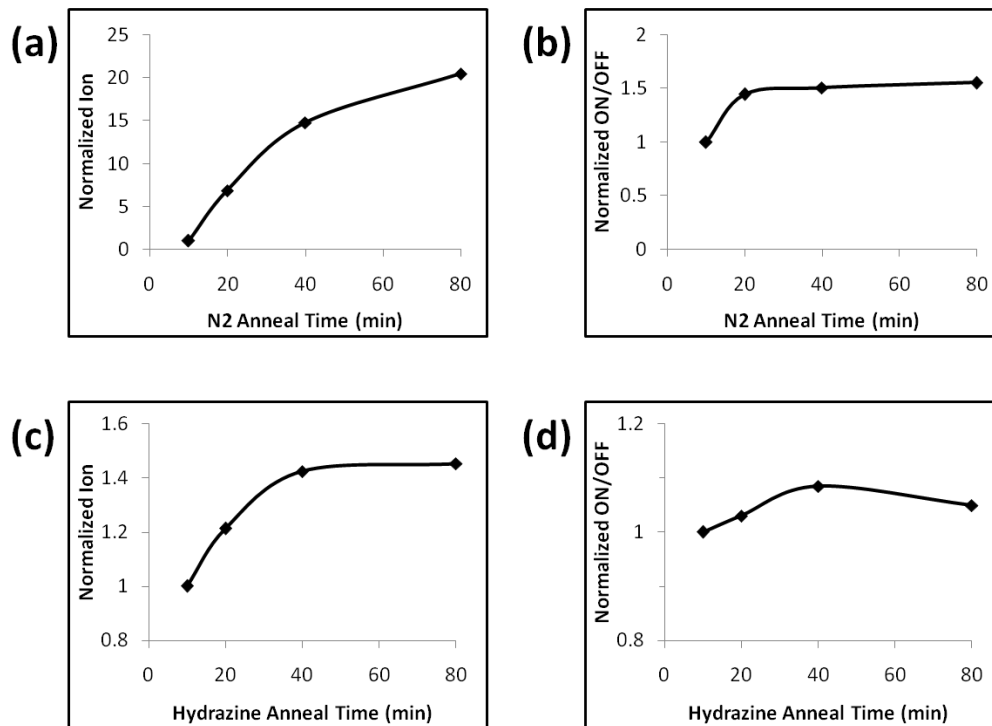 (a)
Normalized Ion
25
20
15
10
5
0
0 20 40 60 80
N2 Anneal Time (min)
(b)
Normalized ON/OFF
2
1.5
1
0.5
0
0 20 40 60 80
N2 Anneal Time (min)
(c)
Normalized Ion
1.6
1.4
1.2
1
0.8
0 20 40 60 80
Hydrazine Anneal Time (min)
(d)
Normalized ON/OFF
1.2
1
0.8
0 20 40 60 80
Hydrazine Anneal Time (min)